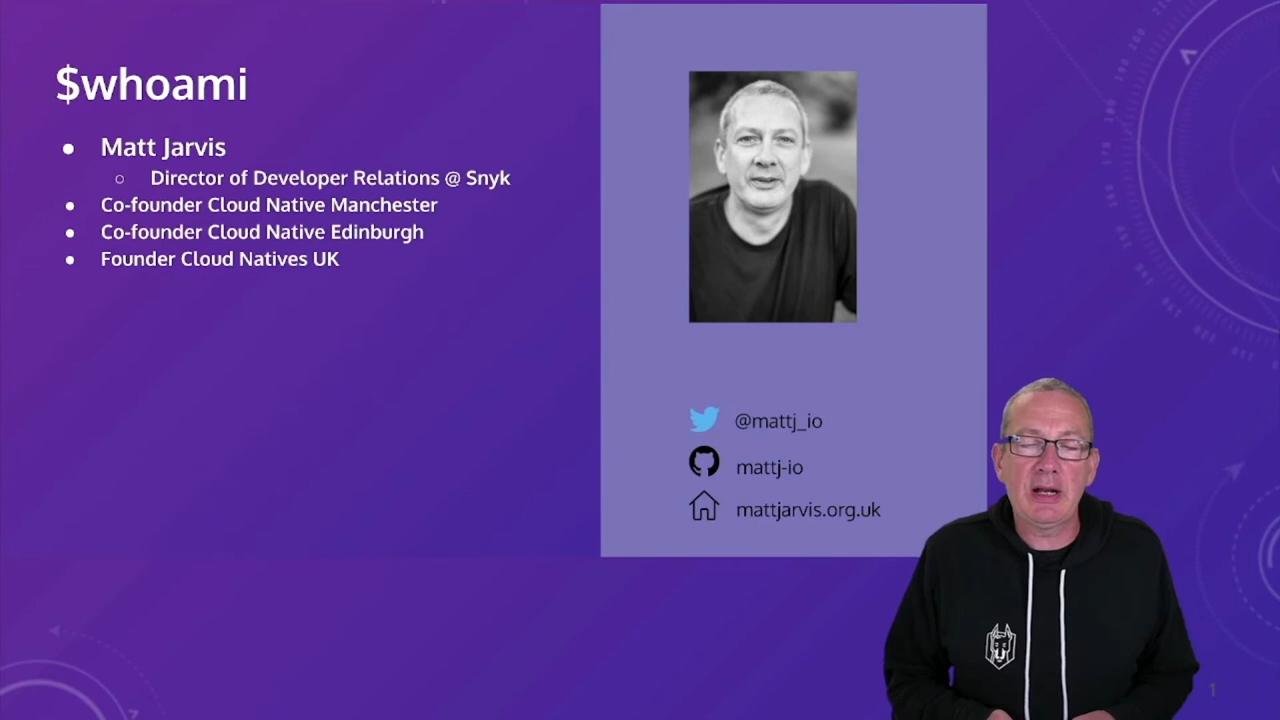 $whoami
● Matt Jarvis
○ Director of Developer Relations @ Snyk
● Co-founder Cloud Native Manchester
● Co-founder Cloud Native Edinburgh
● Founder Cloud Natives UK
@mattj_io
mattj-io
mattjarvis.org.uk
1